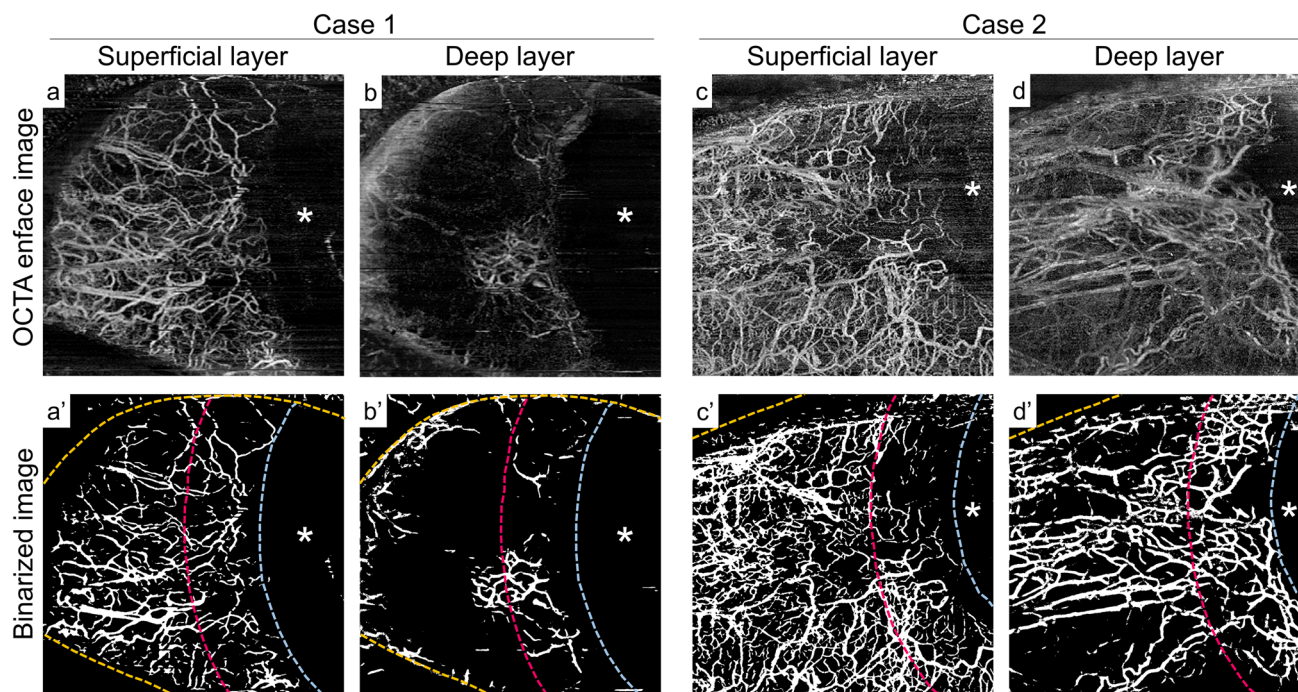 Case 1
Case 2
Superficial layer
Deep layer
Superficial layer
Deep layer
OCTA enface image
a
b
c
d
*
*
*
*
Binarized image
a’
b’
c’
d’
*
*
*
*